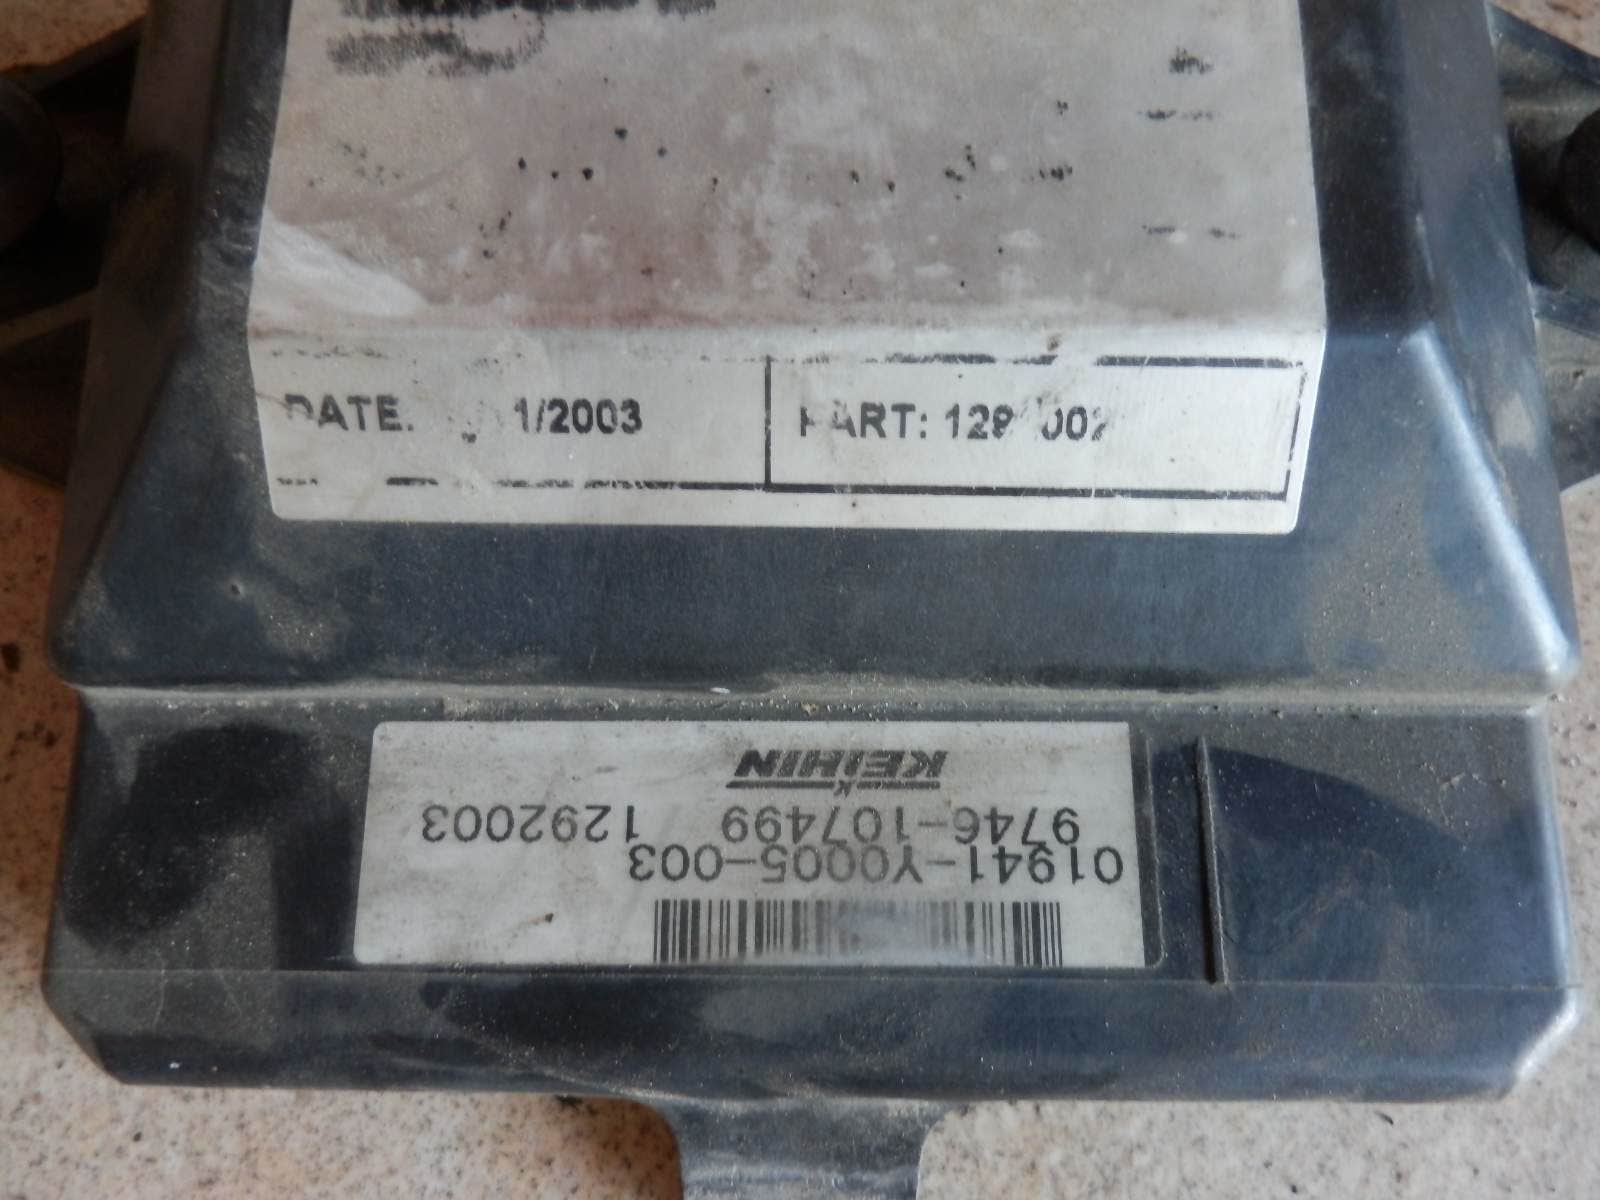 DATE: 1/2003
PART:
01941-Y0005-003
9746-107499 1292003
KEIHIN